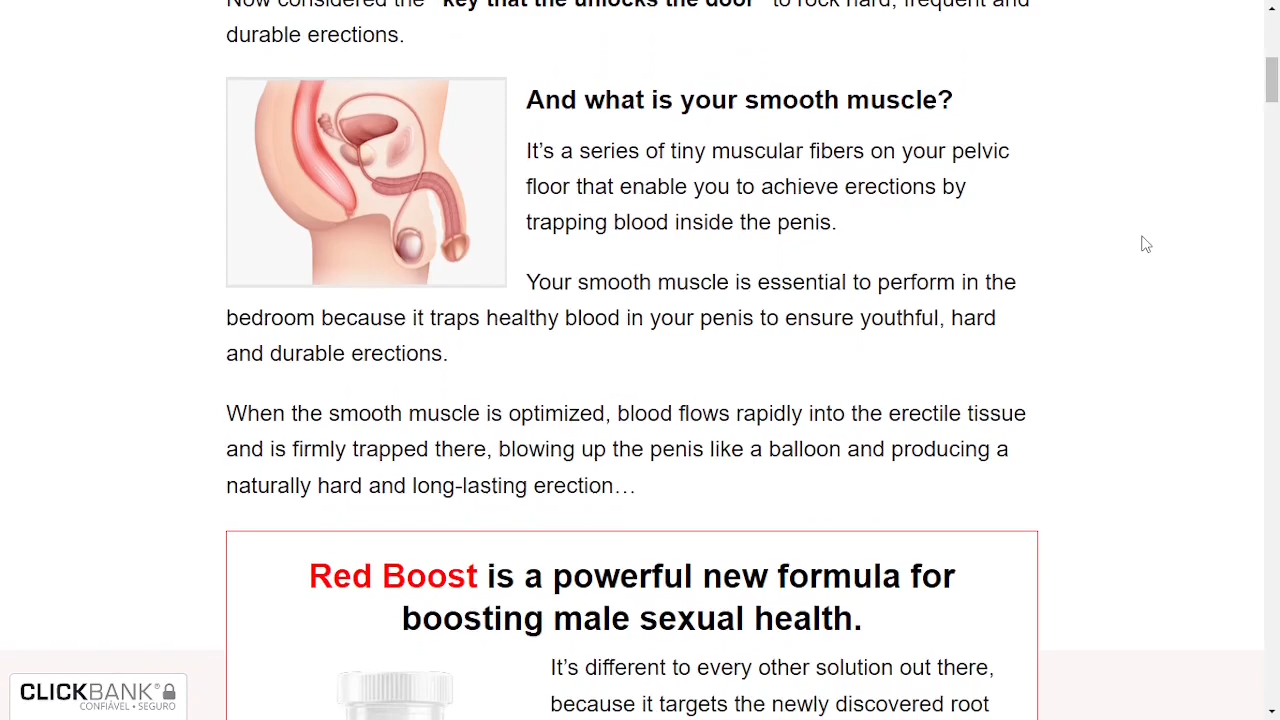 Now considered the "key that the unlocks the door" to rock hard, frequent and
durable erections.
And what is your smooth muscle?
It's a series of tiny muscular fibers on your pelvic
floor that enable you to achieve erections by
trapping blood inside the penis.
Your smooth muscle is essential to perform in the
bedroom because it traps healthy blood in your penis to ensure youthful, hard
and durable erections.
When the smooth muscle is optimized, blood flows rapidly into the erectile tissue
and is firmly trapped there, blowing up the penis like a balloon and producing a
naturally hard and long-lasting erection…
Red Boost is a powerful new formula for
boosting male sexual health.
It's different to every other solution out there,
because it targets the newly discovered root
CLICKBANK®
CONFIÁVEL • SEGURO